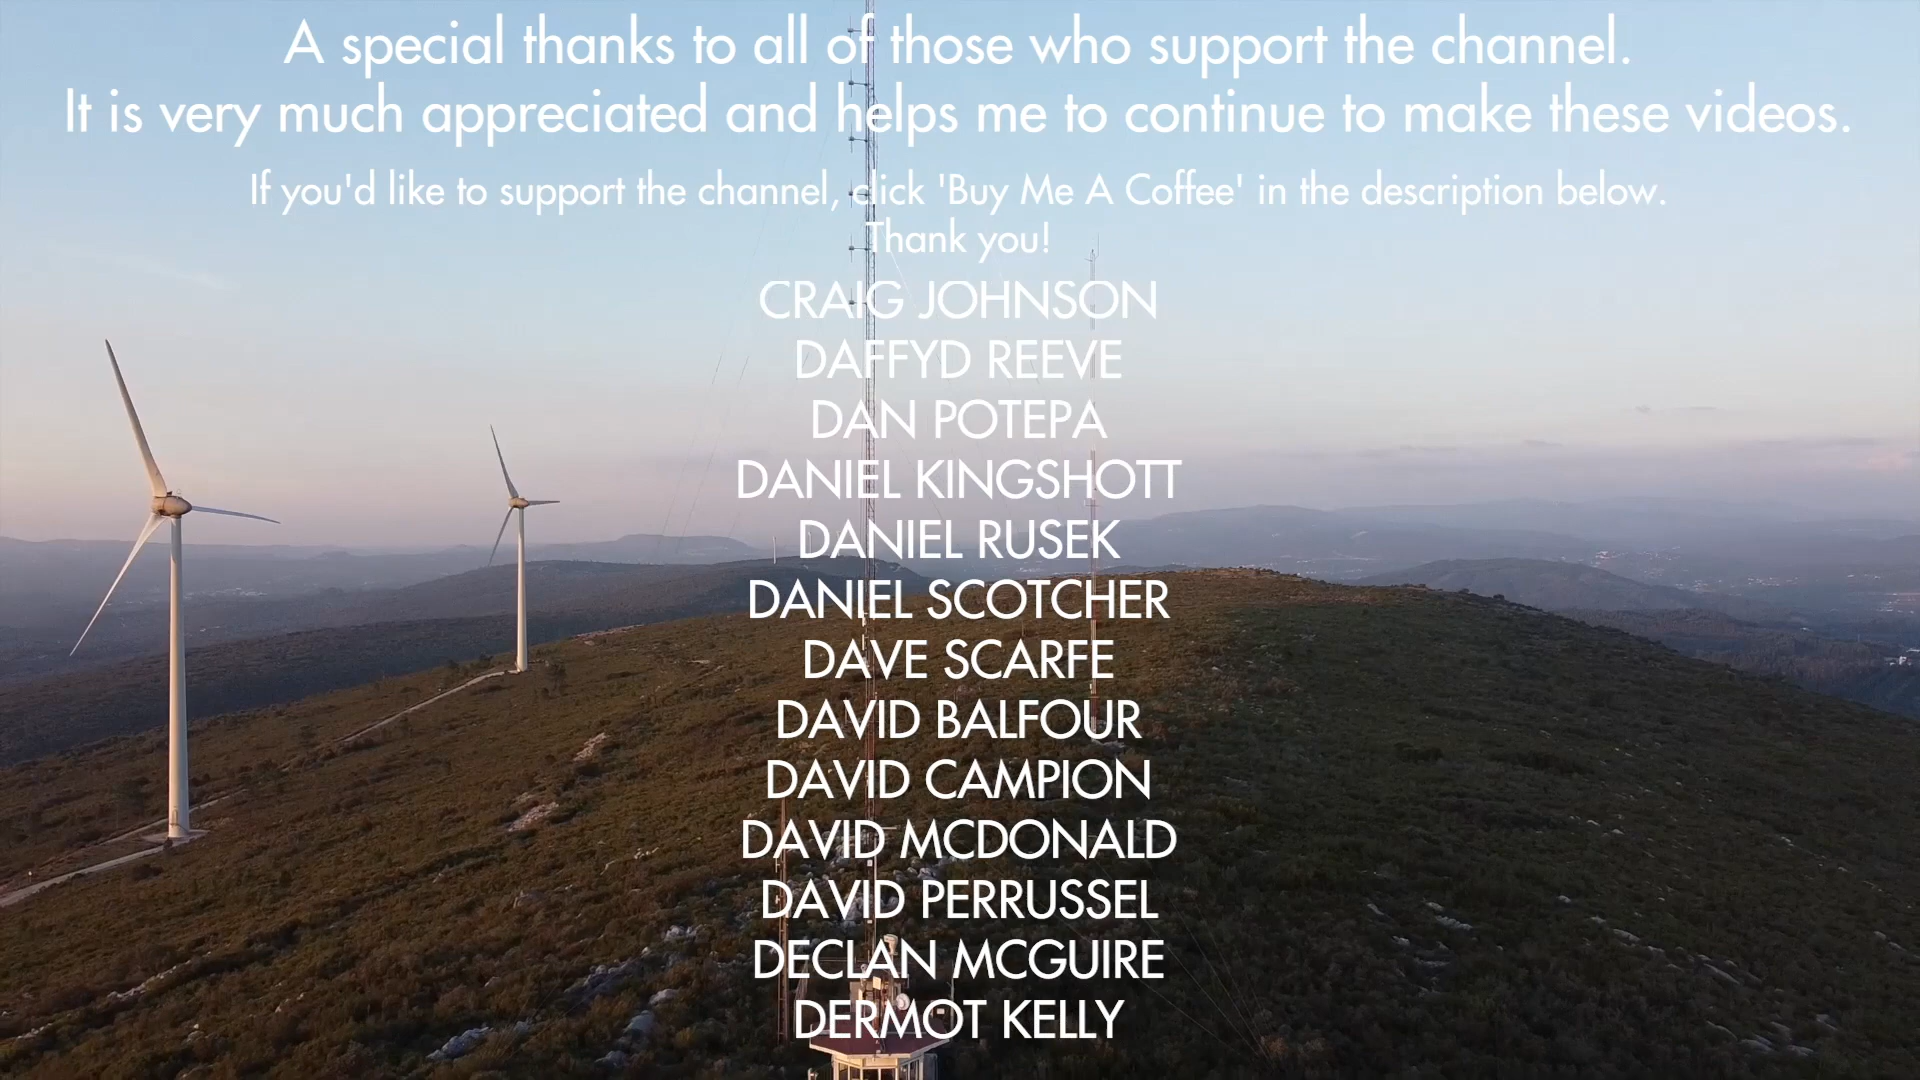 A special thanks to all of those who support the channel.
It is very much appreciated and helps me to continue to make these videos.
If you'd like to support the channel, click 'Buy Me A Coffee' in the description below.
Thank you!
CRAIG JOHNSON
DAFFYD REEVE
DAN POTEPA
DANIEL KINGSHOTT
DANIEL RUSEK
DANIEL SCOTCHER
DAVE SCARFE
DAVID BALFOUR
DAVID CAMPION
DAVID MCDONALD
DAVID PERRUSSEL
DECLAN MCGUIRE
DERMOT KELLY